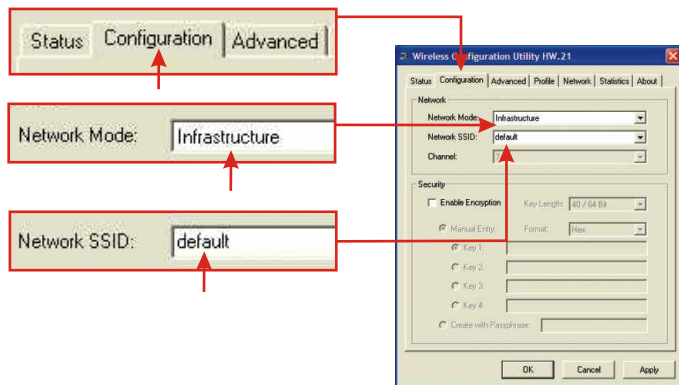 Status Configuration Advanced
Network Mode: Infrastructure
Network SSID: default
Wireless Configuration Utility HW.21
Status Configuration Advanced Profile Network Statistics About
Network
Network Mode: Infrastructure
Network SSID: default
Channel:
Security
Enable Encryption Key Length: 40 / 64 Bit
Manual Entry Format: Hex
Key 1:
Key 2:
Key 3:
Key 4:
Create with Passphrase:
OK Cancel Apply